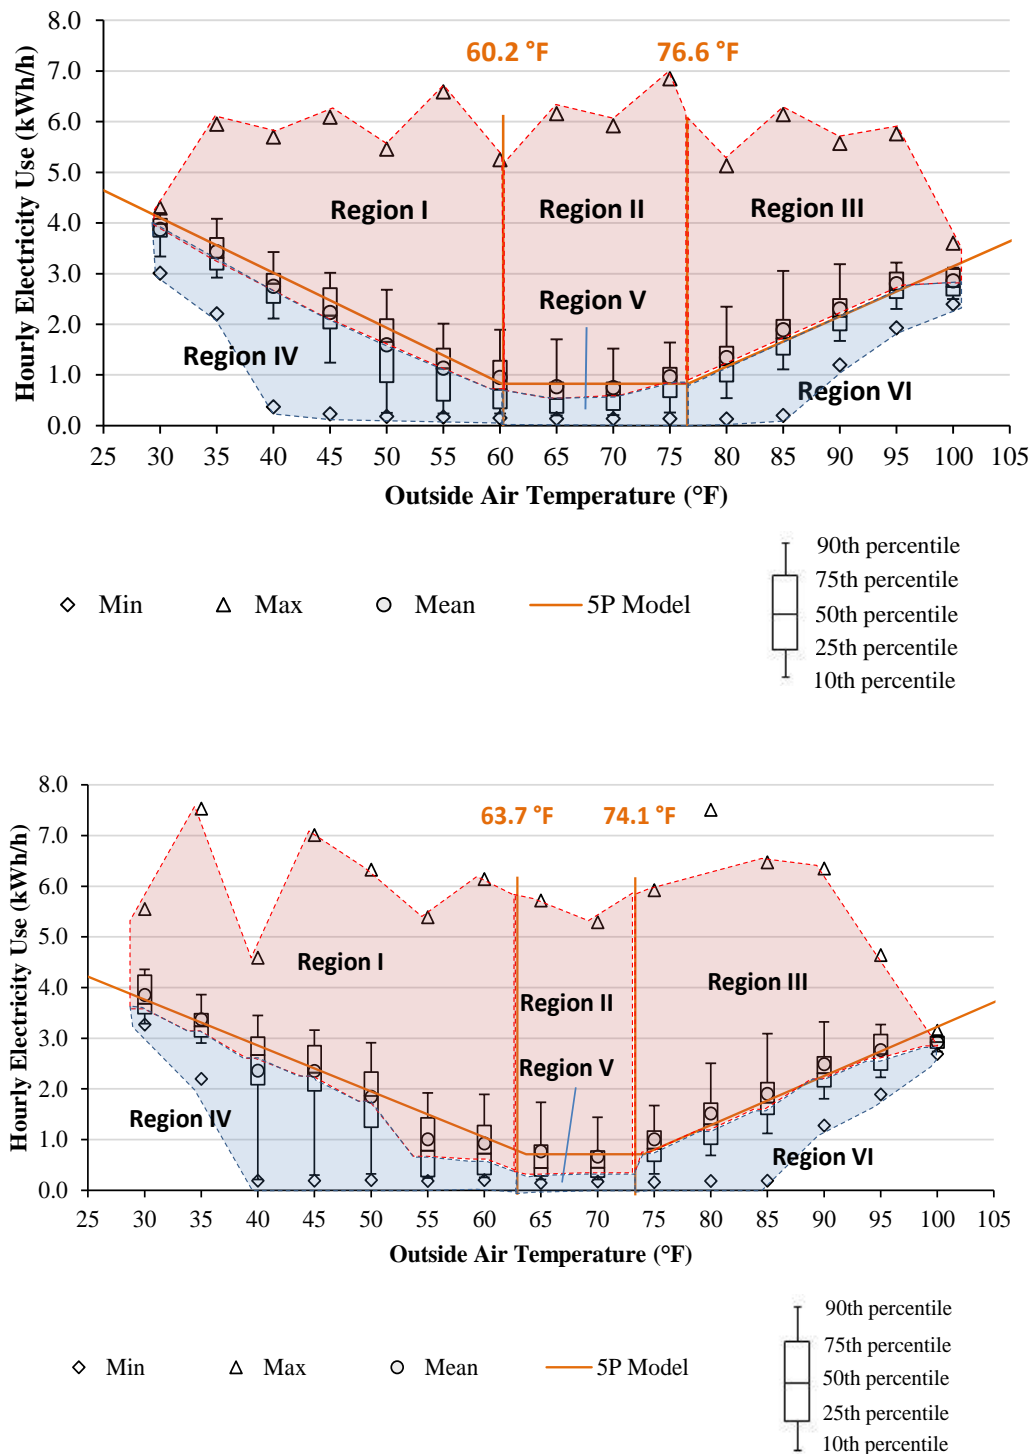 8.0
60.2 °F 76.6 °F
7.0
6.0
5.0
4.0
3.0
2.0
1.0
0.0
Hourly Electricity Use (kWh/h)
Region I
Region II
Region III
Region V
Region IV
Region VI
25 30 35 40 45 50 55 60 65 70 75 80 85 90 95 100 105
Outside Air Temperature (°F)
Min Max Mean 5P Model
90th percentile
75th percentile
50th percentile
25th percentile
10th percentile
8.0
63.7 °F 74.1 °F
7.0
6.0
5.0
4.0
3.0
2.0
1.0
0.0
Hourly Electricity Use (kWh/h)
Region I
Region II
Region III
Region V
Region IV
Region VI
25 30 35 40 45 50 55 60 65 70 75 80 85 90 95 100 105
Outside Air Temperature (°F)
Min Max Mean 5P Model
90th percentile
75th percentile
50th percentile
25th percentile
10th percentile